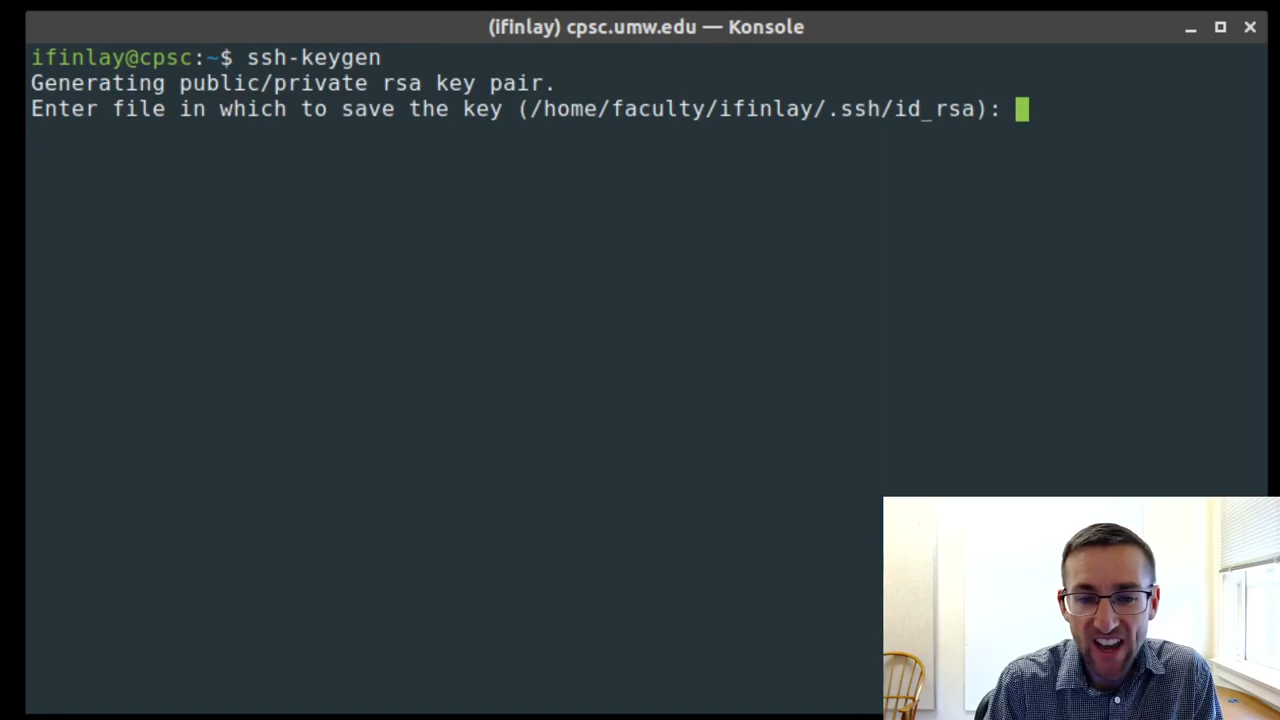 (ifinlay) cpsc.umw.edu — Konsole
ifinlay@cpsc:~$ ssh-keygen
Generating public/private rsa key pair.
Enter file in which to save the key (/home/faculty/ifinlay/.ssh/id_rsa):